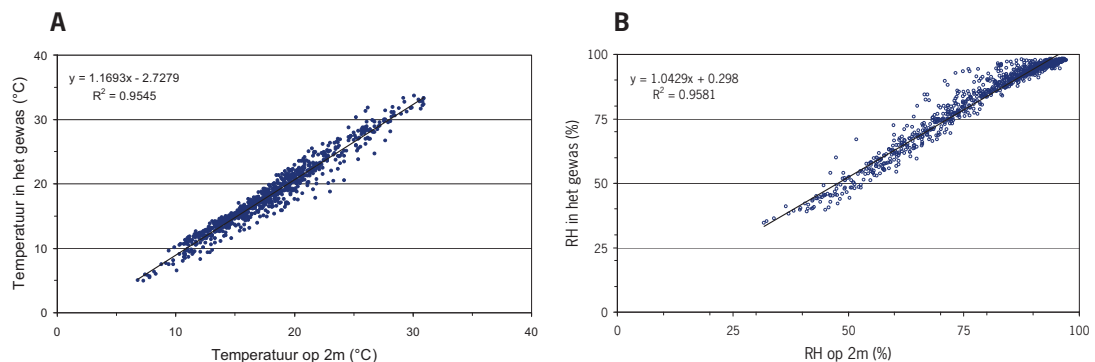 A
y = 1.1693x - 2.7279
R² = 0.9545
Temperatuur in het gewas (°C)
40
30
20
10
0
0 10 20 30 40
Temperatuur op 2m (°C)
B
y = 1.0429x + 0.298
R² = 0.9581
RH in het gewas (%)
100
75
50
25
0
0 25 50 75 100
RH op 2m (%)